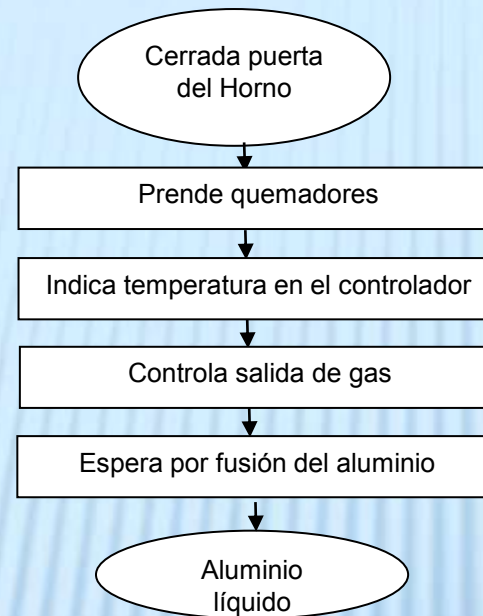 Cerrada puerta
del Horno
Prende quemadores
Indica temperatura en el controlador
Controla salida de gas
Espera por fusión del aluminio
Aluminio
líquido